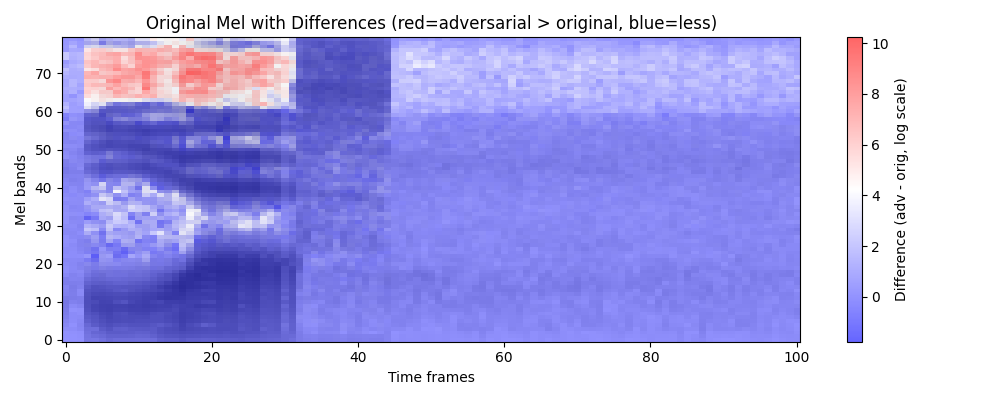 Original Mel with Differences (red=adversarial > original, blue=less)
Mel bands
70
60
50
40
30
20
10
0
0 20 40 60 80 100
Time frames
10
8
6
4
2
0
Difference (adv - orig, log scale)